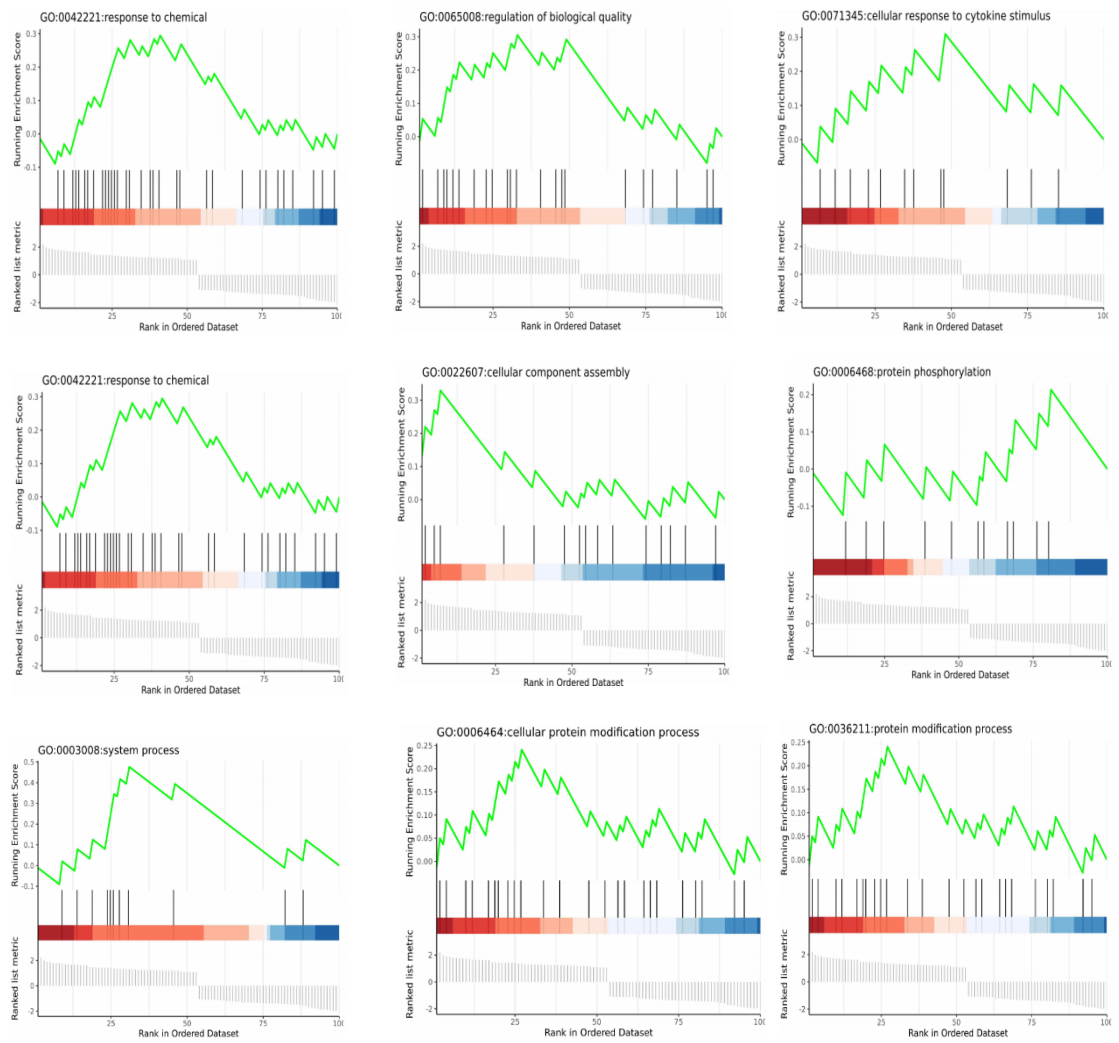 GO:0042221:response to chemical
Running Enrichment Score
0.3
0.2
0.1
0.0
-0.1
Ranked list metric
2
0
-2
25 50 75 100
Rank in Ordered Dataset
GO:0065008:regulation of biological quality
Running Enrichment Score
0.3
0.2
0.1
0.0
Ranked list metric
2
0
-2
25 50 75 100
Rank in Ordered Dataset
GO:0071345:cellular response to cytokine stimulus
Running Enrichment Score
0.3
0.2
0.1
0.0
Ranked list metric
2
0
-2
25 50 75 100
Rank in Ordered Dataset
GO:0042221:response to chemical
Running Enrichment Score
0.3
0.2
0.1
0.0
-0.1
Ranked list metric
2
0
-2
25 50 75 100
Rank in Ordered Dataset
GO:0022607:cellular component assembly
Running Enrichment Score
0.3
0.2
0.1
0.0
Ranked list metric
2
0
-2
25 50 75 100
Rank in Ordered Dataset
GO:0006468:protein phosphorylation
Running Enrichment Score
0.2
0.1
0.0
-0.1
Ranked list metric
2
0
-2
25 50 75 100
Rank in Ordered Dataset
GO:0003008:system process
Running Enrichment Score
0.5
0.4
0.3
0.2
0.1
0.0
-0.1
Ranked list metric
2
0
-2
25 50 75 100
Rank in Ordered Dataset
GO:0006464:cellular protein modification process
Running Enrichment Score
0.25
0.20
0.15
0.10
0.05
0.00
Ranked list metric
2
0
-2
25 50 75 100
Rank in Ordered Dataset
GO:0036211:protein modification process
Running Enrichment Score
0.25
0.20
0.15
0.10
0.05
0.00
Ranked list metric
2
0
-2
25 50 75 100
Rank in Ordered Dataset